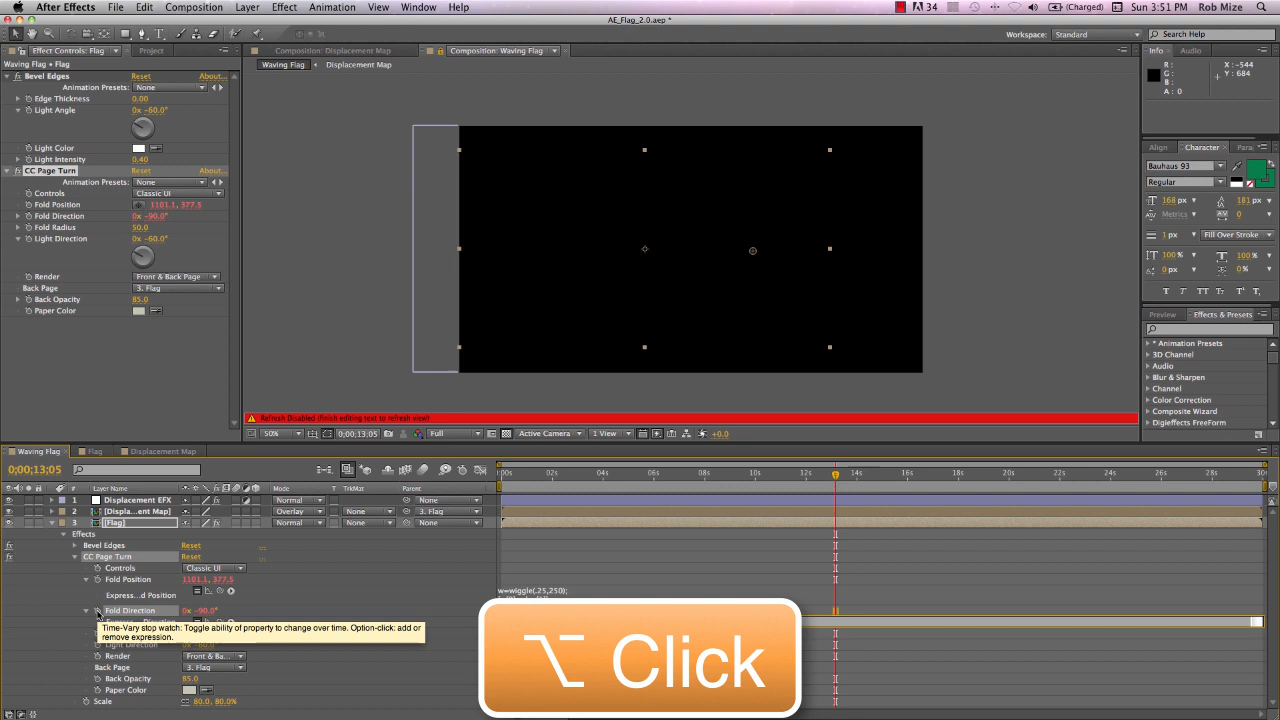 After Effects File Edit Composition Layer Effect Animation View Window Help 34 (Charged) Sun 3:51 PM Rob Mize
AE_Flag_2.0.aep *
Workspace: Standard Search Help
Effect Controls: Flag Project
Waving Flag • Flag
Bevel Edges Reset About...
Animation Presets: None
Edge Thickness 0.00
Light Angle 0x -60.0°
Light Color
Light Intensity 0.40
CC Page Turn Reset About...
Animation Presets: None
Controls Classic UI
Fold Position 1101.1, 377.5
Fold Direction 0x -90.0°
Fold Radius 50.0
Light Direction 0x -60.0°
Render Front & Back Page
Back Page 3. Flag
Back Opacity 85.0
Paper Color
Composition: Displacement Map Composition: Waving Flag
Waving Flag Displacement Map
Refresh Disabled (finish editing text to refresh view)
50% 0;00;13;05 Full Active Camera 1 View +0.0
Info Audio
R : X : -544
G : Y : 684
B :
A : 0
Align Character Para
Bauhaus 93
Regular
168 px 181 px
Metrics 0
1 px Fill Over Stroke
100% 100%
0 px 0%
T T TT Tr T¹ T₁
Preview Effects & Presets
* Animation Presets
3D Channel
Audio
Blur & Sharpen
Channel
Color Correction
Composite Wizard
Digieffects FreeForm
Waving Flag Flag Displacement Map
0;00;13;05
# Layer Name Mode T TrkMat Parent
:00s 02s 04s 06s 08s 10s 12s 14s 16s 18s 20s 22s 24s 26s 28s 30s
1 Displacement EFX Normal None
2 [Displa...ent Map] Overlay None 3. Flag
3 [Flag] Normal None None
Effects
Bevel Edges Reset ...
CC Page Turn Reset ...
Controls Classic UI
Fold Position 1101.1, 377.5
Express...d Position
w=wiggle(.25,250);
Fold Direction 0x -90.0°
Time-Vary stop watch: Toggle ability of property to change over time. Option-click: add or
remove expression.
Light Direction 0x -60.0°
Render Front & Ba...
Back Page 3. Flag
Back Opacity 85.0
Paper Color
Scale 80.0, 80.0%
⌥ Click